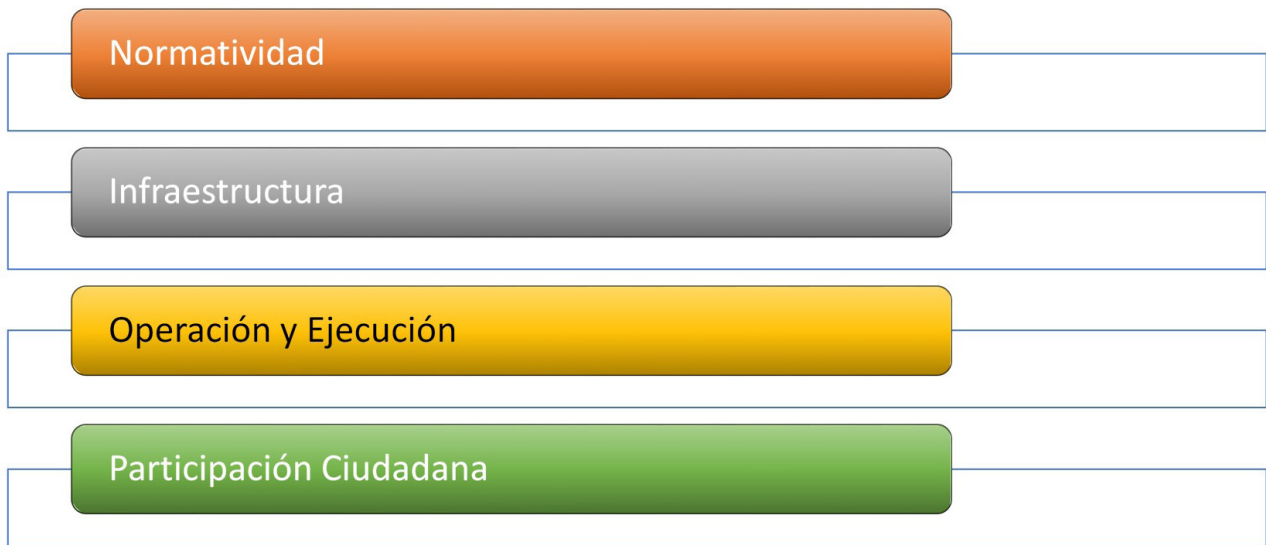 Normatividad
Infraestructura
Operación y Ejecución
Participación Ciudadana